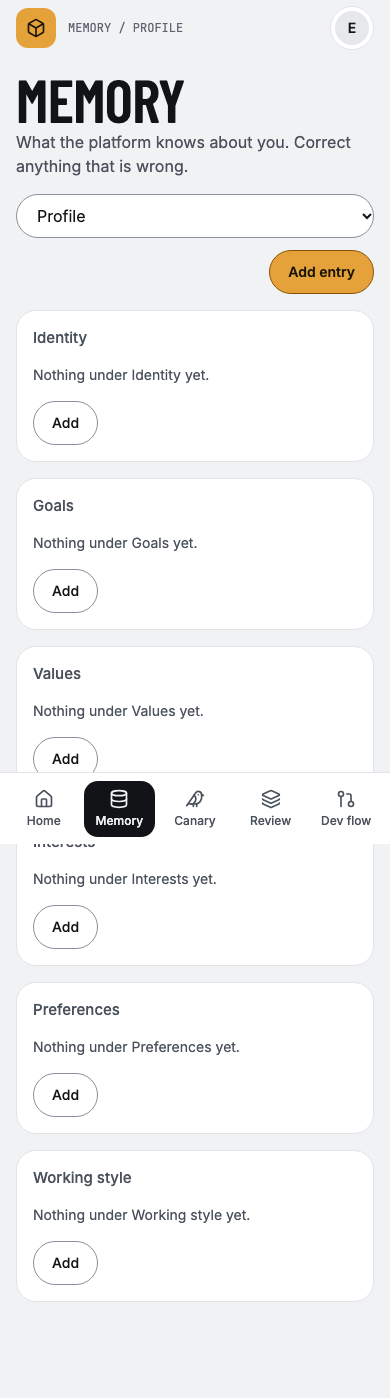 MEMORY / PROFILE
E
MEMORY
What the platform knows about you. Correct
anything that is wrong.
Profile
Add entry
Identity
Nothing under Identity yet.
Add
Goals
Nothing under Goals yet.
Add
Values
Nothing under Values yet.
Add
Home
Memory
Canary
Review
Dev flow
Interests
Nothing under Interests yet.
Add
Preferences
Nothing under Preferences yet.
Add
Working style
Nothing under Working style yet.
Add